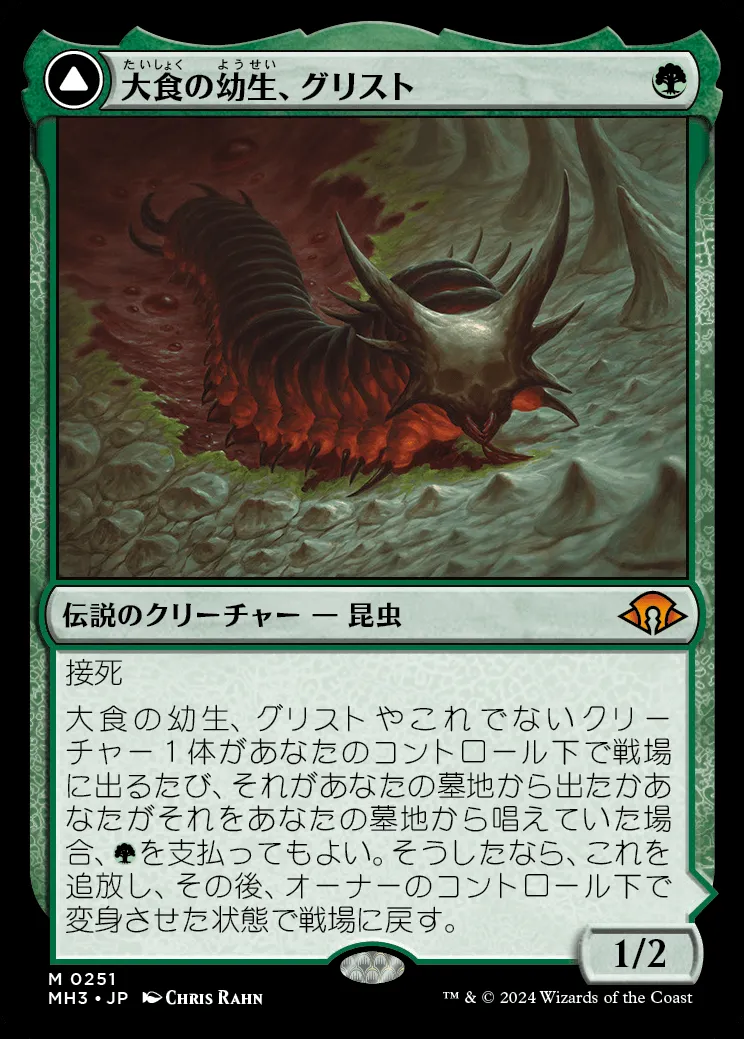 たいしょく ようせい
大食の幼生、グリスト
伝説のクリーチャー — 昆虫
接死
大食の幼生、グリストやこれでないクリー
チャー１体があなたのコントロール下で戦場
に出るたび、それがあなたの墓地から出たかあ
なたがそれをあなたの墓地から唱えていた場
合、を支払ってもよい。そうしたなら、これを
追放し、その後、オーナーのコントロール下で
変身させた状態で戦場に戻す。
1/2
M 0251
MH3 • JP Chris Rahn
™ & © 2024 Wizards of the Coast